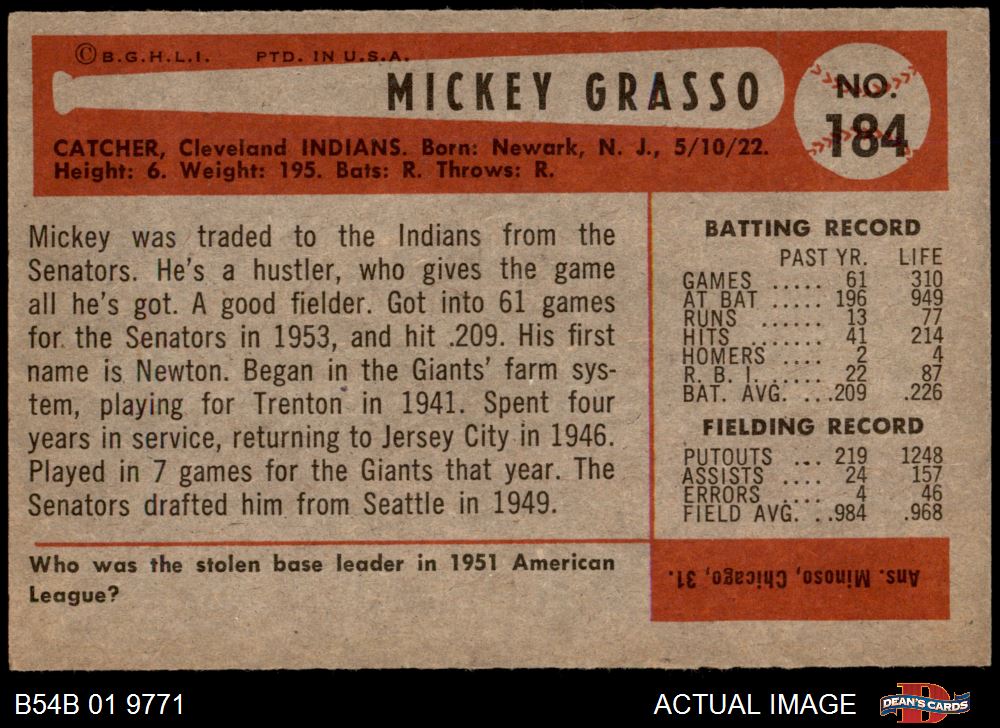 ©B.G.H.L.I. PTD. IN U.S.A.
MICKEY GRASSO
NO.
184
CATCHER, Cleveland INDIANS. Born: Newark, N. J., 5/10/22.
Height: 6. Weight: 195. Bats: R. Throws: R.
Mickey was traded to the Indians from the
Senators. He's a hustler, who gives the game
all he's got. A good fielder. Got into 61 games
for the Senators in 1953, and hit .209. His first
name is Newton. Began in the Giants' farm sys-
tem, playing for Trenton in 1941. Spent four
years in service, returning to Jersey City in 1946.
Played in 7 games for the Giants that year. The
Senators drafted him from Seattle in 1949.
BATTING RECORD
PAST YR. LIFE
GAMES ..... 61 310
AT BAT ..... 196 949
RUNS ...... 13 77
HITS ....... 41 214
HOMERS .... 2 4
R. B. I. ..... 22 87
BAT. AVG. ... .209 .226
FIELDING RECORD
PUTOUTS ... 219 1248
ASSISTS .... 24 157
ERRORS .... 4 46
FIELD AVG. . .984 .968
Who was the stolen base leader in 1951 American
League?
Ans. Minoso, Chicago, 31.
B54B 01 9771
ACTUAL IMAGE
D
DEAN'S CARDS